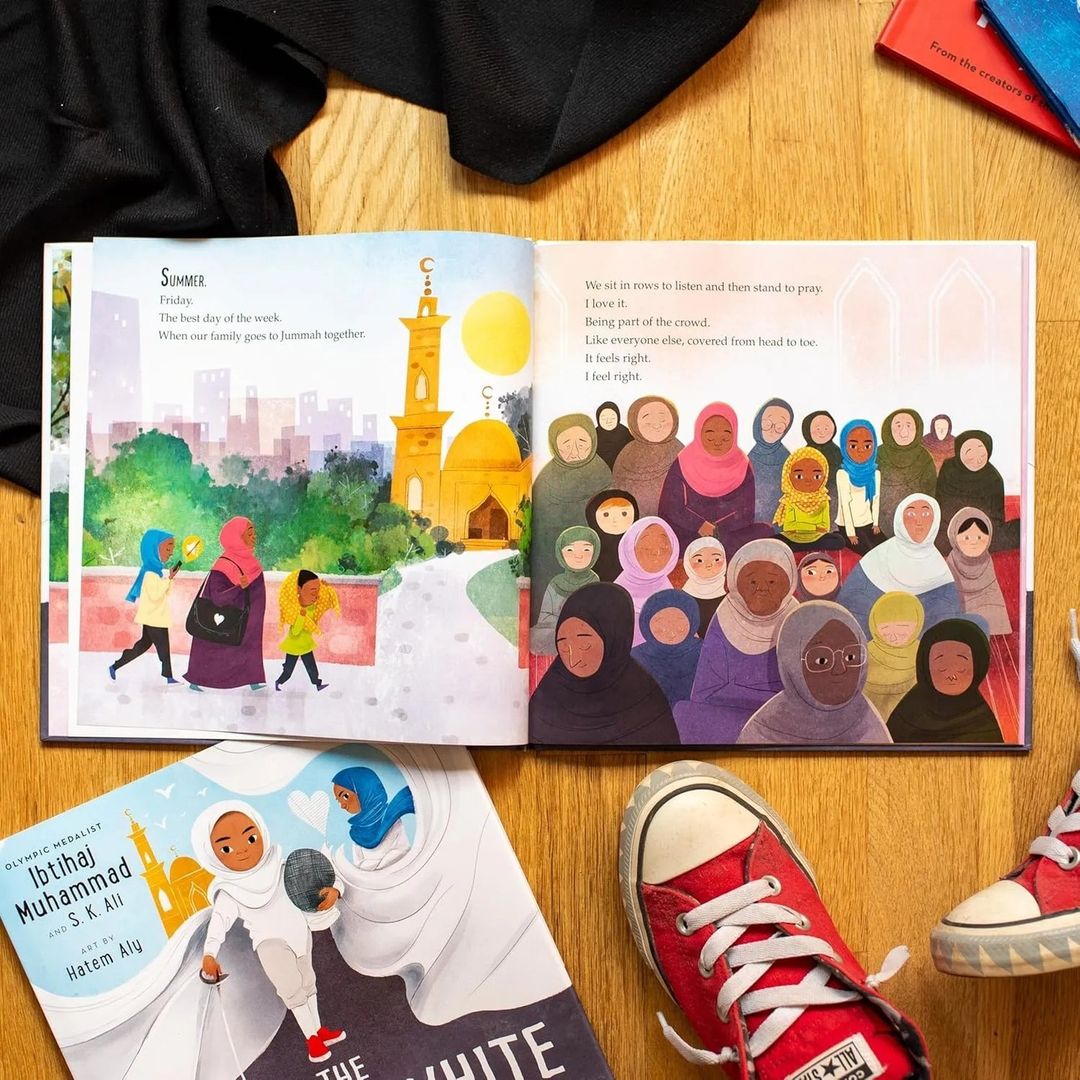 From the creators of
SUMMER.
Friday.
The best day of the week.
When our family goes to Jummah together.
We sit in rows to listen and then stand to pray.
I love it.
Being part of the crowd.
Like everyone else, covered from head to toe.
It feels right.
I feel right.
OLYMPIC MEDALIST
Ibtihaj
Muhammad
AND S. K. Ali
ART BY
Hatem Aly
THE
WHITE
ALL STAR